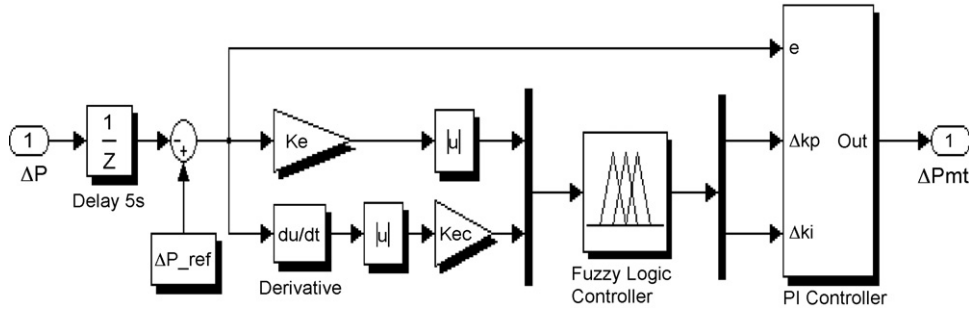 1
ΔP
1
Z
Delay 5s
-
+
ΔP_ref
Ke
|u|
du/dt
Derivative
|u|
Kec
Fuzzy Logic
Controller
e
Δkp
Δki
Out
PI Controller
1
ΔPmt